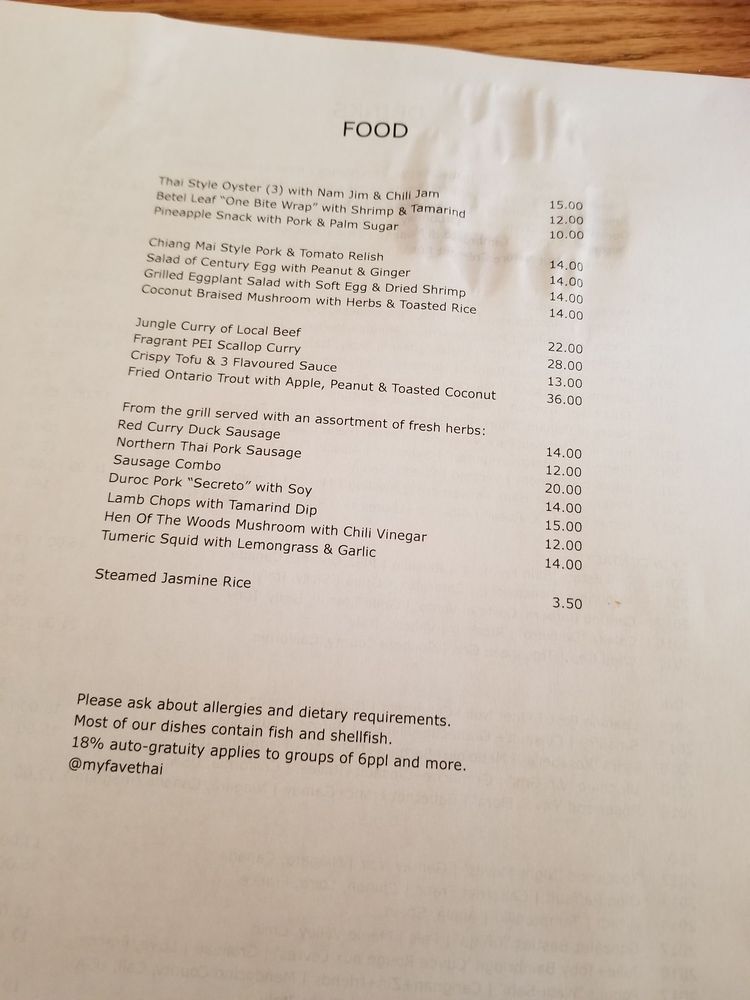 FOOD
Thai Style Oyster (3) with Nam Jim & Chili Jam 15.00
Betel Leaf "One Bite Wrap" with Shrimp & Tamarind 12.00
Pineapple Snack with Pork & Palm Sugar 10.00
Chiang Mai Style Pork & Tomato Relish 14.00
Salad of Century Egg with Peanut & Ginger 14.00
Grilled Eggplant Salad with Soft Egg & Dried Shrimp 14.00
Coconut Braised Mushroom with Herbs & Toasted Rice 14.00
Jungle Curry of Local Beef 22.00
Fragrant PEI Scallop Curry 28.00
Crispy Tofu & 3 Flavoured Sauce 13.00
Fried Ontario Trout with Apple, Peanut & Toasted Coconut 36.00
From the grill served with an assortment of fresh herbs:
Red Curry Duck Sausage 14.00
Northern Thai Pork Sausage 12.00
Sausage Combo 20.00
Duroc Pork "Secreto" with Soy 14.00
Lamb Chops with Tamarind Dip 15.00
Hen Of The Woods Mushroom with Chili Vinegar 12.00
Tumeric Squid with Lemongrass & Garlic 14.00
Steamed Jasmine Rice 3.50
Please ask about allergies and dietary requirements.
Most of our dishes contain fish and shellfish.
18% auto-gratuity applies to groups of 6ppl and more.
@myfavethai